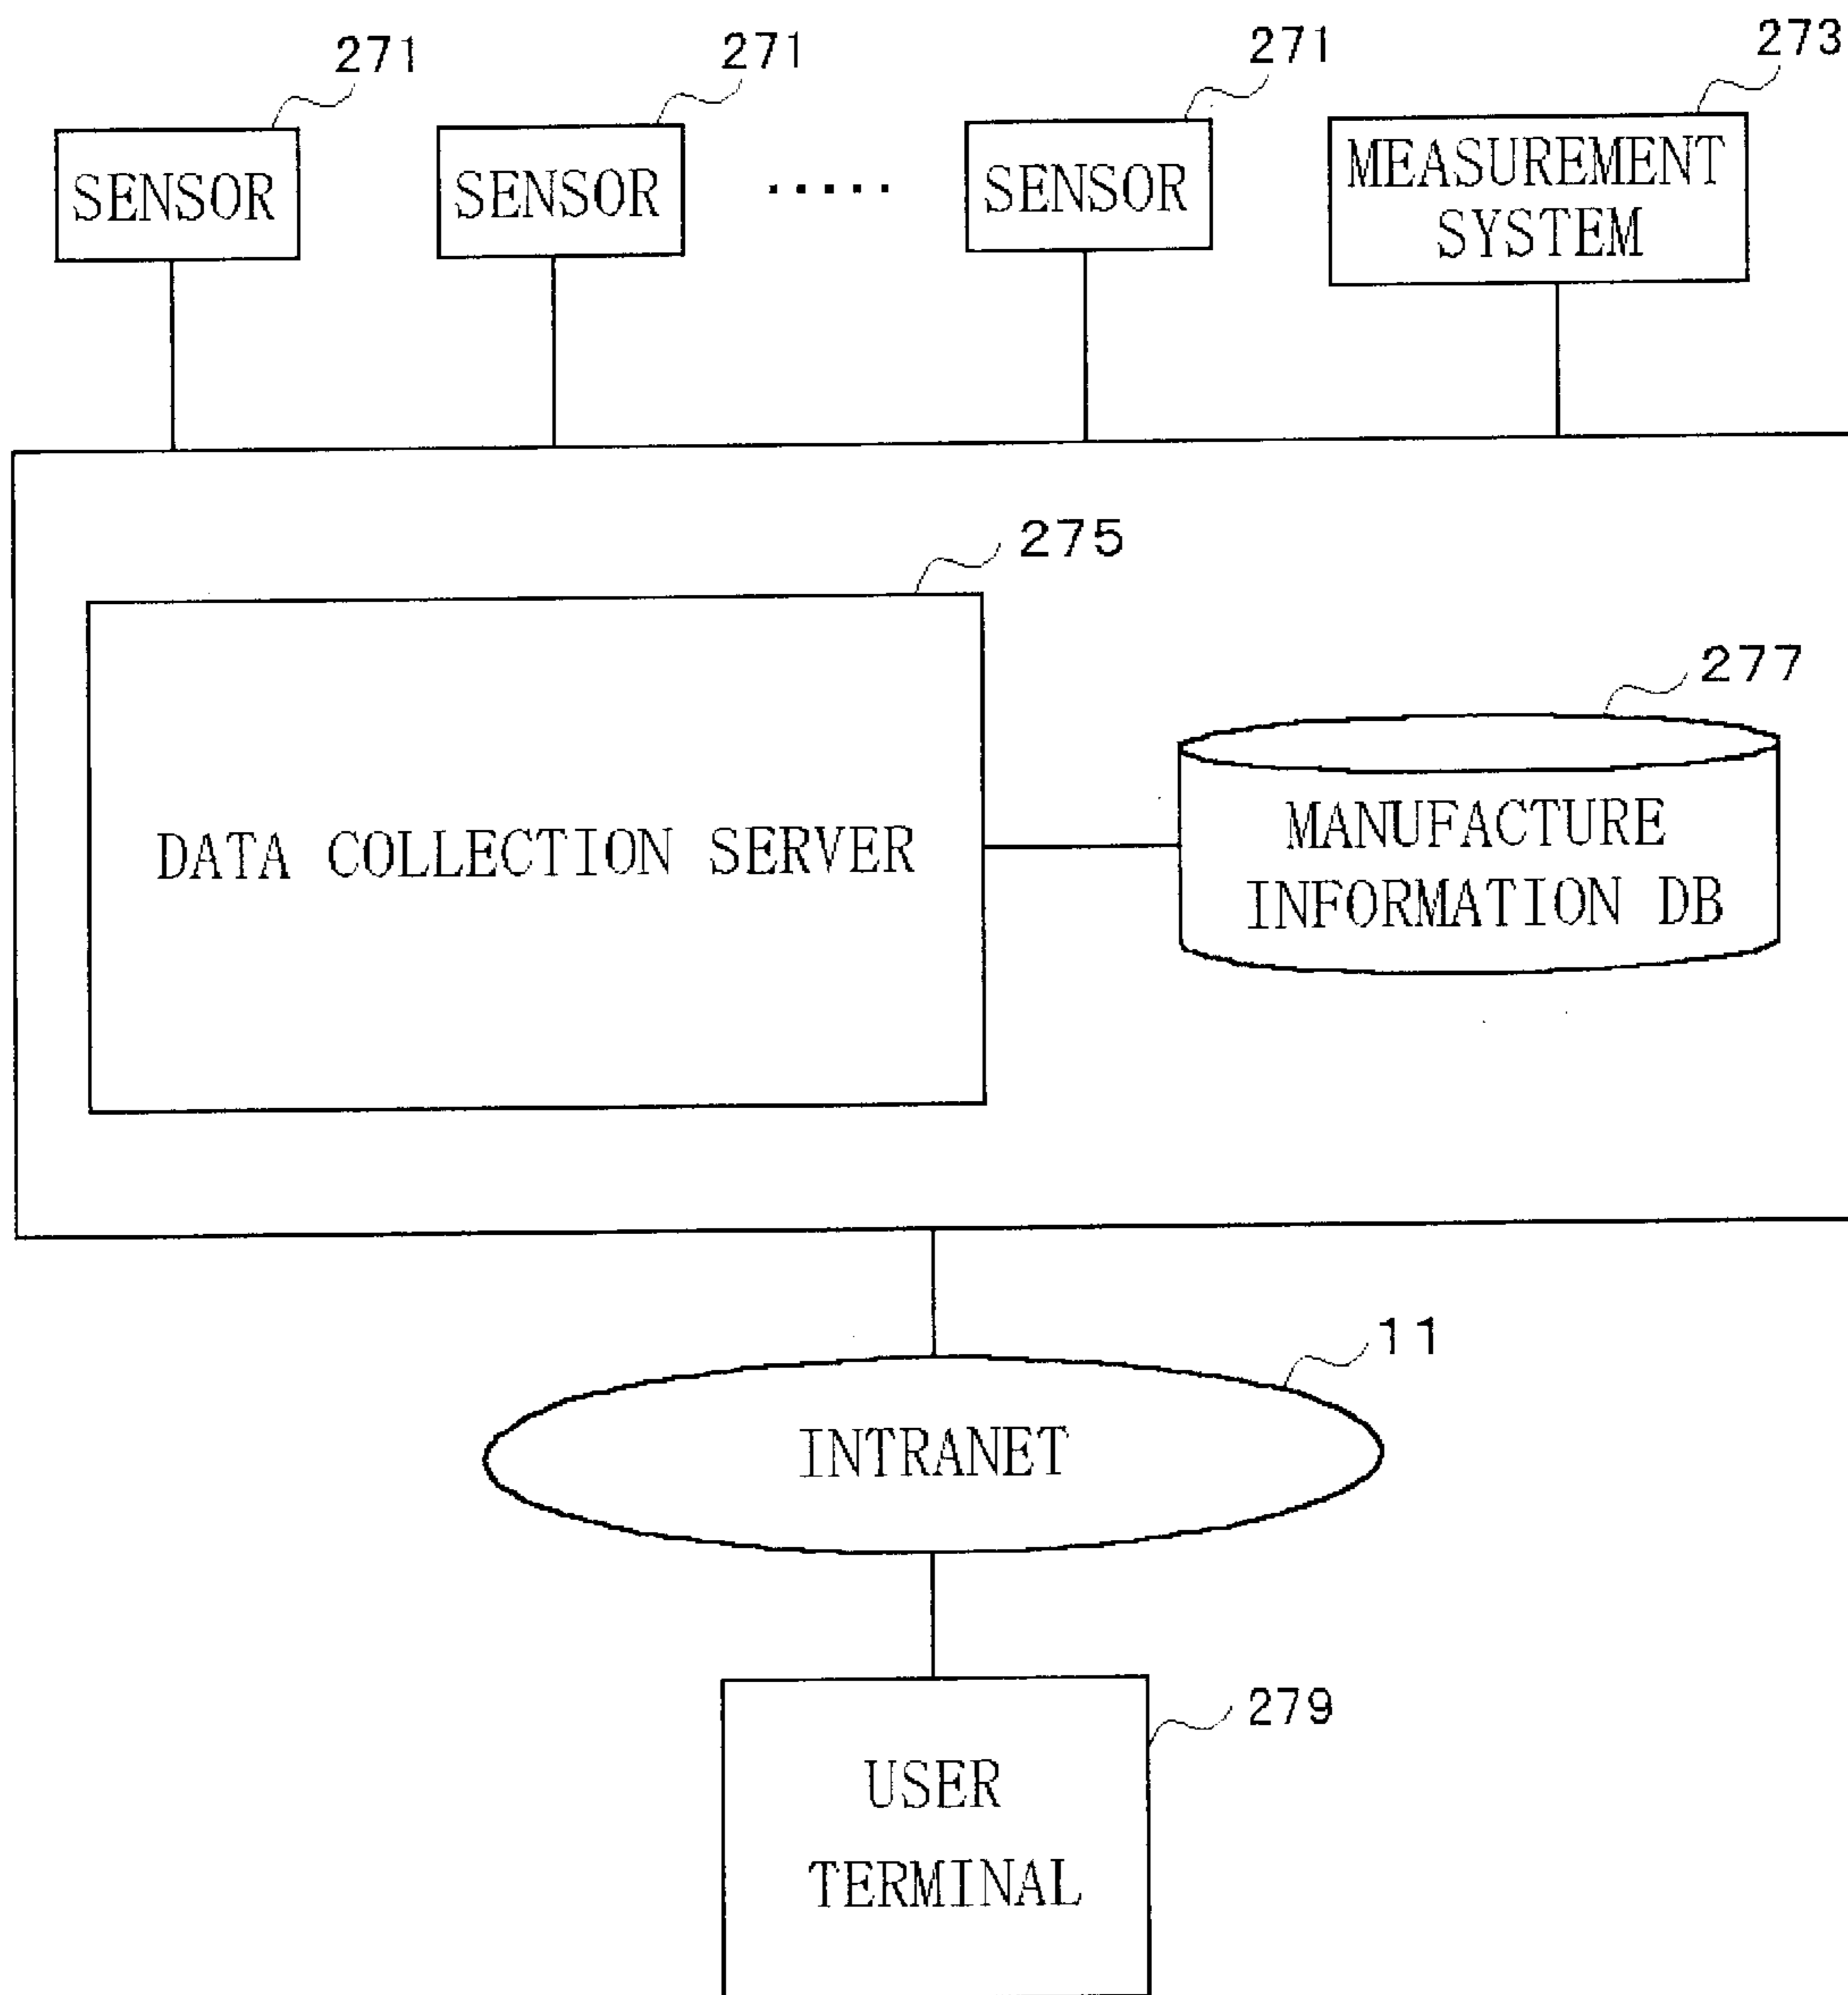 271
271
271
273
SENSOR
SENSOR
.....
SENSOR
MEASUREMENT
SYSTEM
275
DATA COLLECTION SERVER
277
MANUFACTURE
INFORMATION DB
11
INTRANET
279
USER
TERMINAL